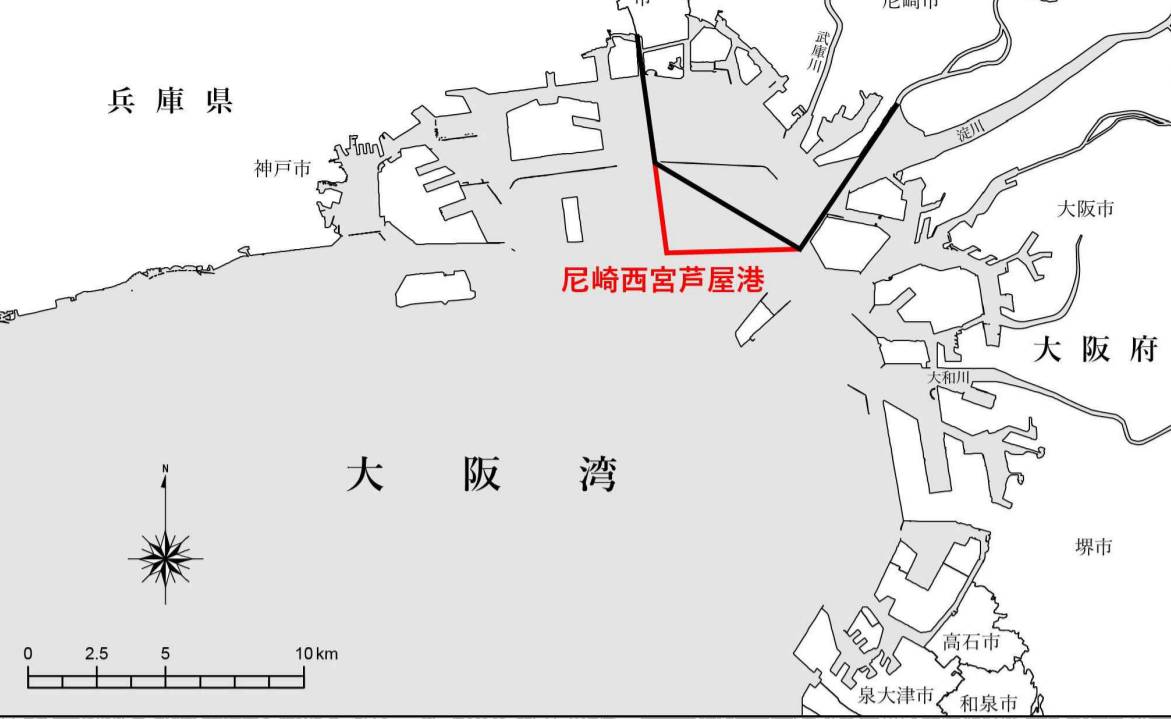 市
尼崎市
武庫川
兵庫県
淀川
神戸市
大阪市
尼崎西宮芦屋港
大阪府
大和川
大阪湾
N
堺市
高石市
0 2.5 5 10 km
泉大津市
和泉市